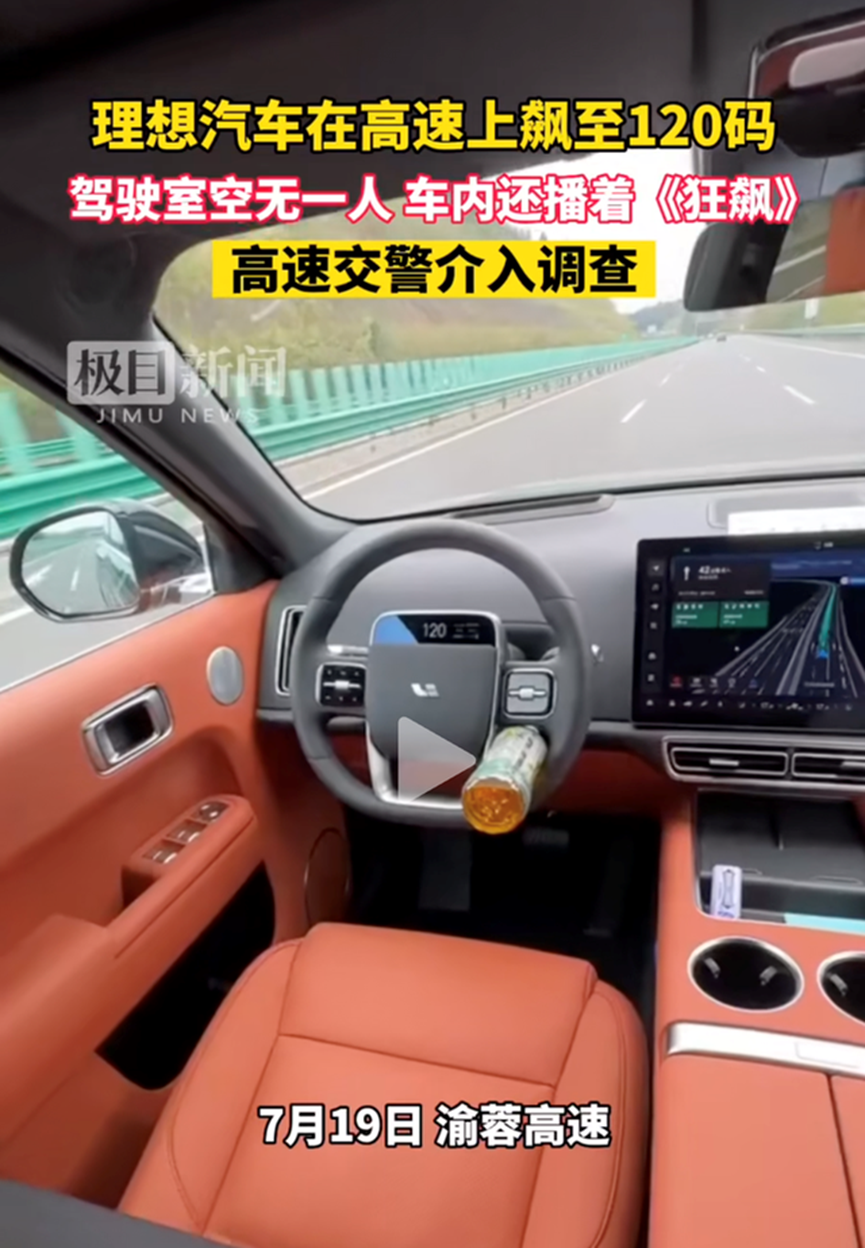 理想汽车在高速上飙至120码
驾驶室空无一人 车内还播着《狂飙》
高速交警介入调查
极目新闻
JIMU NEWS
120
42
7月19日 渝蓉高速